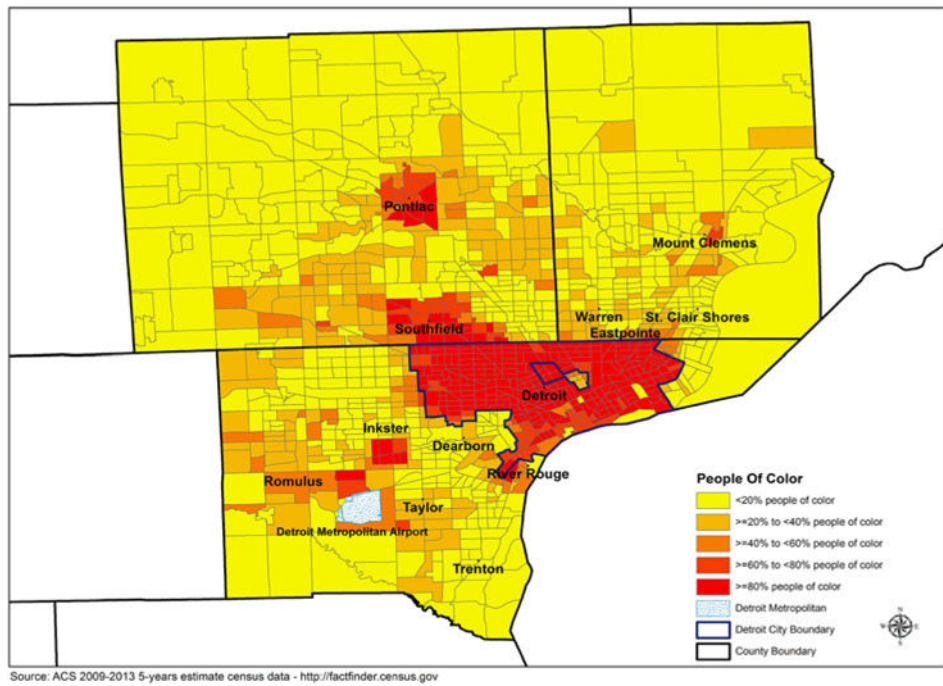 Pontiac
Mount Clemens
Warren
St. Clair Shores
Eastpointe
Southfield
Detroit
Inkster
Dearborn
River Rouge
Romulus
Taylor
Detroit Metropolitan Airport
Trenton
People Of Color
<20% people of color
>=20% to <40% people of color
>=40% to <60% people of color
>=60% to <80% people of color
>=80% people of color
Detroit Metropolitan
Detroit City Boundary
County Boundary
N
W
E
S
Source: ACS 2009-2013 5-years estimate census data - http://factfinder.census.gov